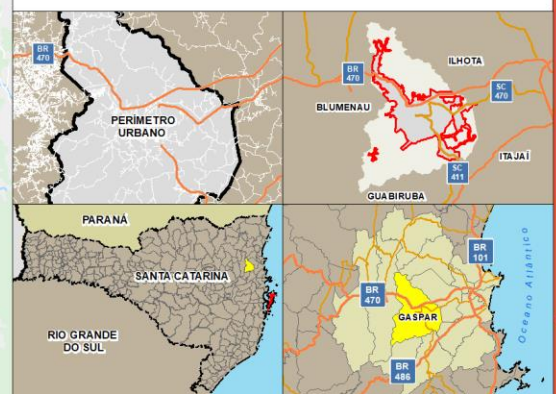 BR
470
PERÍMETRO
URBANO
BR
470
ILHOTA
SC
470
BLUMENAU
ITAJAÍ
SC
411
GUABIRUBA
PARANÁ
SANTA CATARINA
RIO GRANDE
DO SUL
BR
101
Oceano Atlântico
BR
470
GASPAR
BR
486